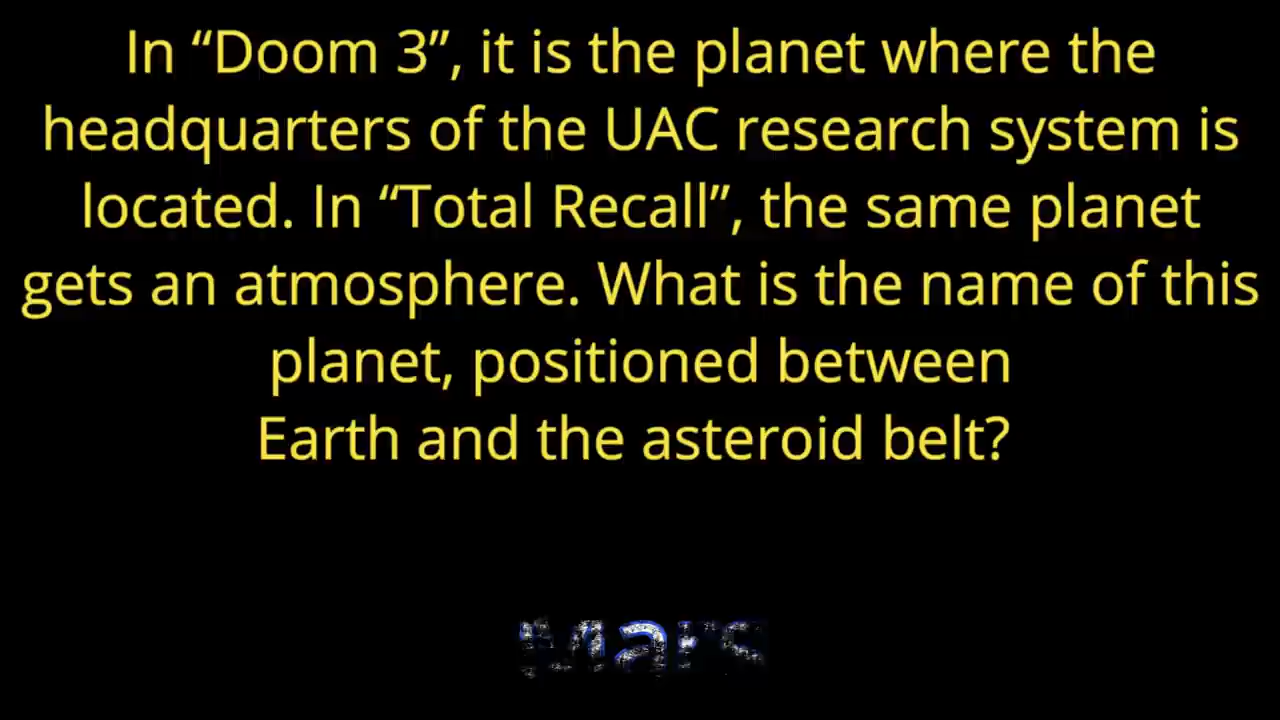 In “Doom 3”, it is the planet where the
headquarters of the UAC research system is
located. In “Total Recall”, the same planet
gets an atmosphere. What is the name of this
planet, positioned between
Earth and the asteroid belt?
Mars